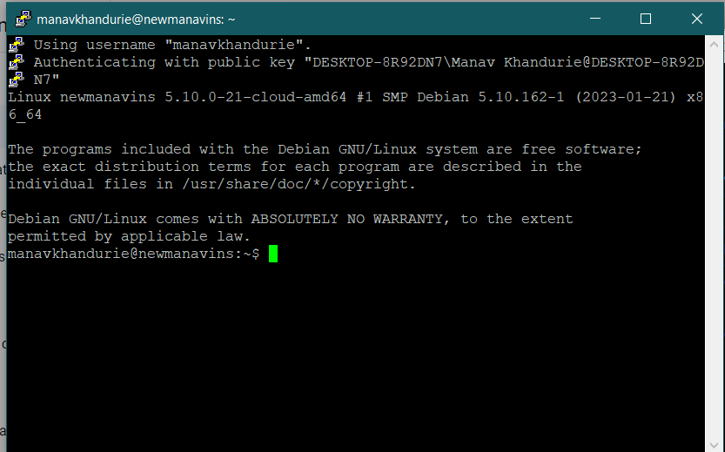 manavkhandurie@newmanavins: ~
Using username "manavkhandurie".
Authenticating with public key "DESKTOP-8R92DN7\Manav Khandurie@DESKTOP-8R92D
N7"
Linux newmanavins 5.10.0-21-cloud-amd64 #1 SMP Debian 5.10.162-1 (2023-01-21) x8
6_64
The programs included with the Debian GNU/Linux system are free software;
the exact distribution terms for each program are described in the
individual files in /usr/share/doc/*/copyright.
Debian GNU/Linux comes with ABSOLUTELY NO WARRANTY, to the extent
permitted by applicable law.
manavkhandurie@newmanavins:~$